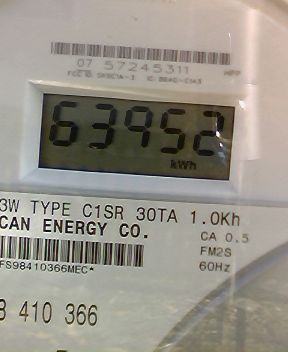 07 57245311
63952
kWh
3W TYPE C1SR 30TA 1.0Kh
CAN ENERGY CO.
CA 0.5
FM2S
60Hz
FS98410366MEC*
8 410 366